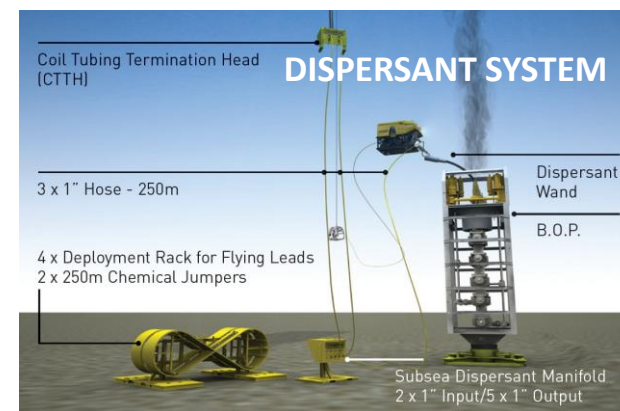 DISPERSANT SYSTEM
Coil Tubing Termination Head
(CTTH)
3 x 1" Hose - 250m
Dispersant
Wand
B.O.P.
4 x Deployment Rack for Flying Leads
2 x 250m Chemical Jumpers
Subsea Dispersant Manifold
2 x 1" Input/5 x 1" Output